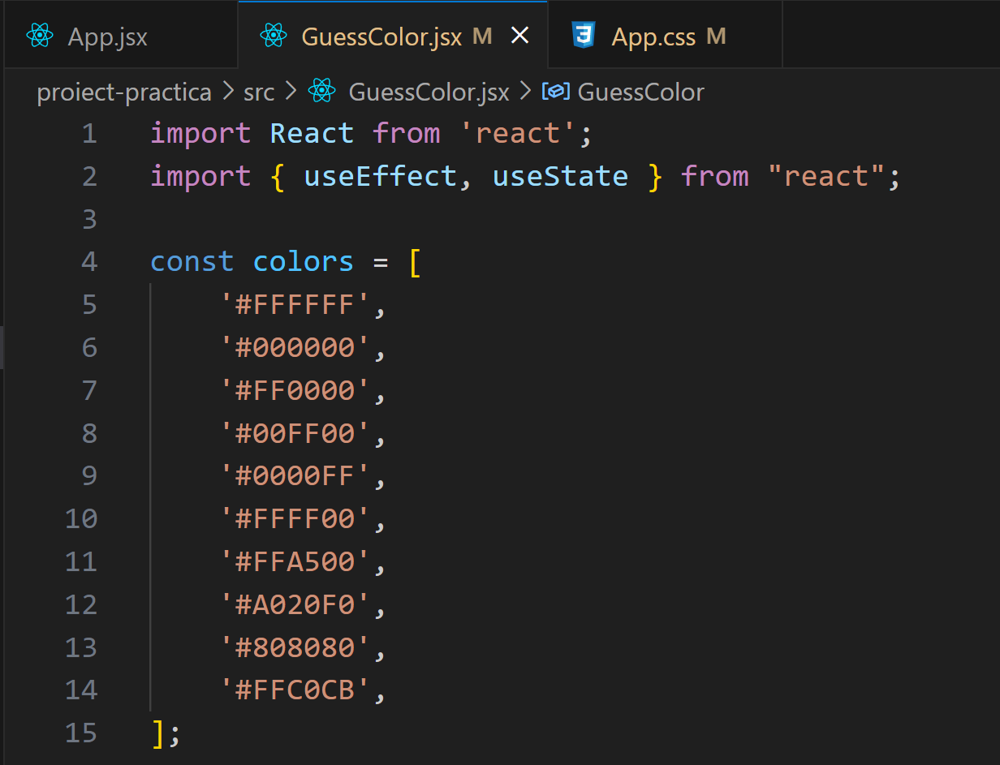 App.jsx GuessColor.jsx M App.css M
proiect-practica > src > GuessColor.jsx > GuessColor
1 import React from 'react';
2 import { useEffect, useState } from "react";
3
4 const colors = [
5     '#FFFFFF',
6     '#000000',
7     '#FF0000',
8     '#00FF00',
9     '#0000FF',
10     '#FFFF00',
11     '#FFA500',
12     '#A020F0',
13     '#808080',
14     '#FFC0CB',
15 ];